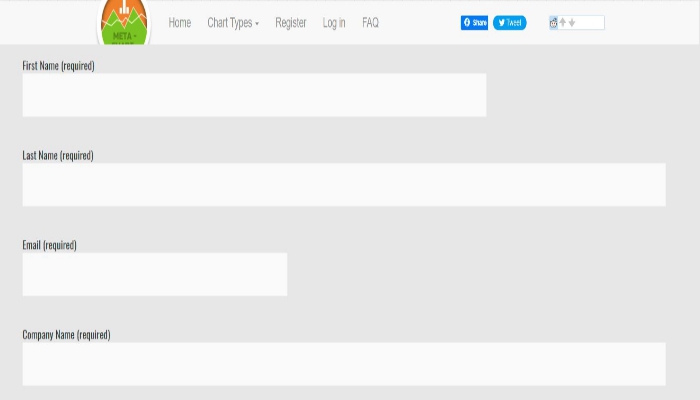 META -
Home Chart Types Register Log in FAQ Share Tweet
First Name (required)
Last Name (required)
Email (required)
Company Name (required)